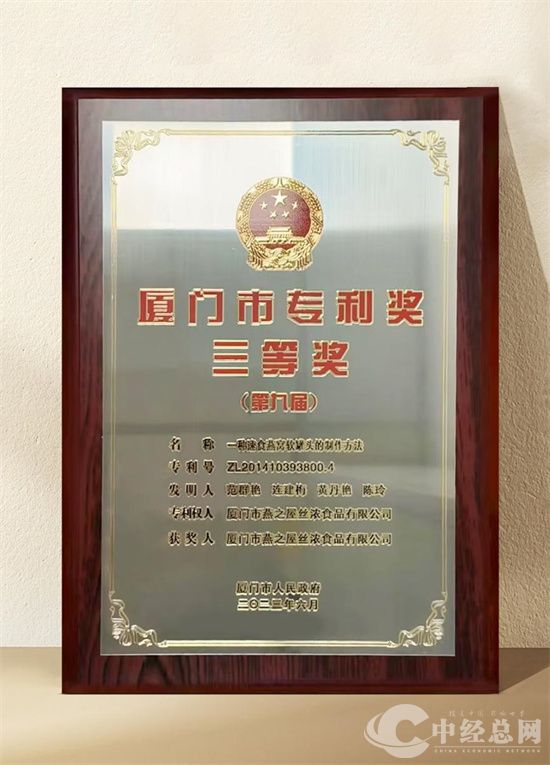 厦门市专利奖
三等奖
（第九届）
名 称 一种速食燕窝软罐头的制作方法
专 利 号 ZL201410393800.4
发 明 人 范群艳 连建梅 黄丹艳 陈玲
专利权人 厦门市燕之屋丝浓食品有限公司
获 奖 人 厦门市燕之屋丝浓食品有限公司
厦门市人民政府
二〇二三年六月
中经总网
CHINA ECONOMIC NETWORK